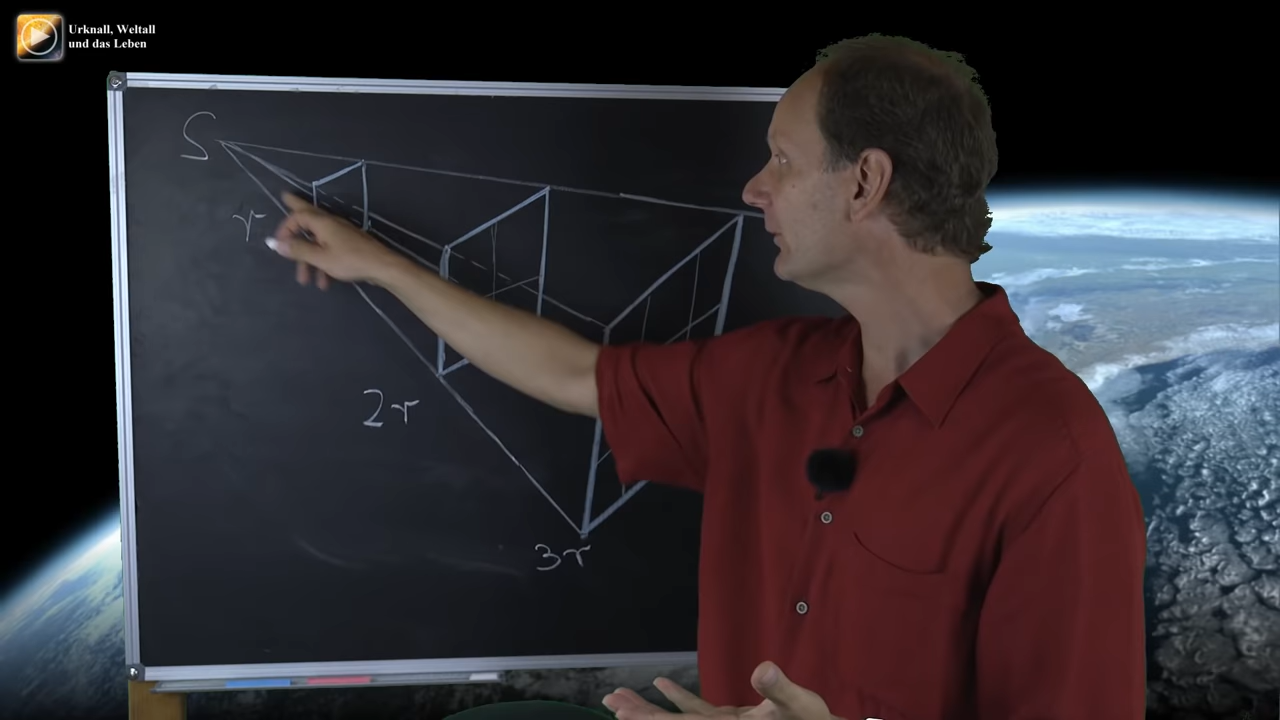 Urknall, Weltall
und das Leben
S
r
2r
3r